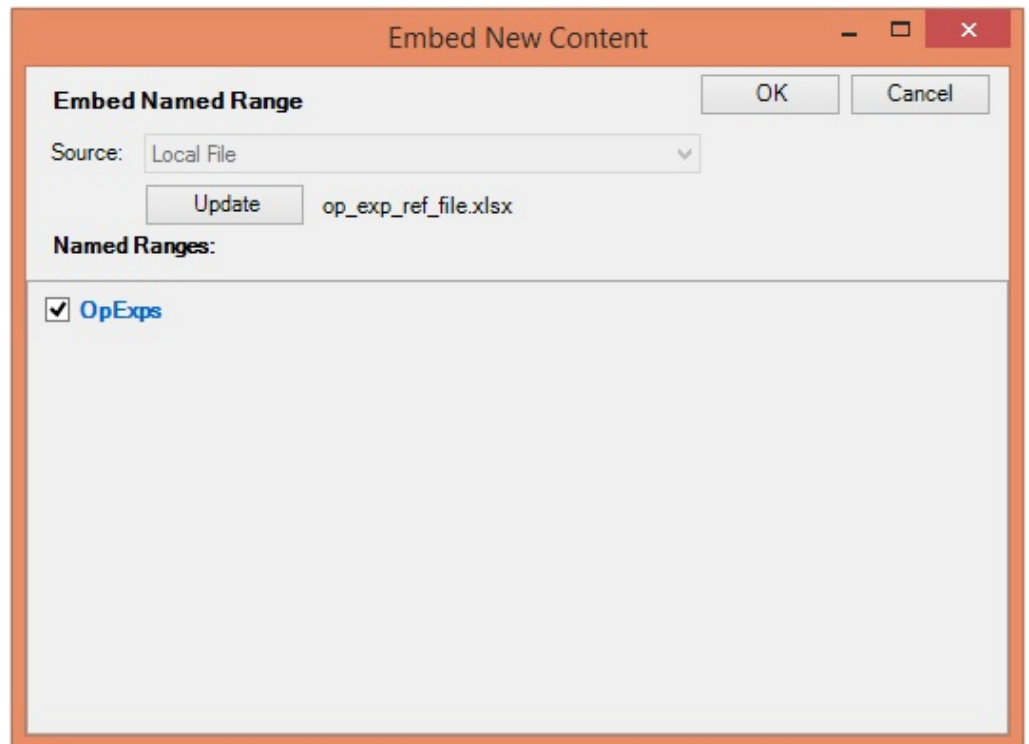 Embed New Content
Embed Named Range
OK
Cancel
Source:
Local File
Update
op_exp_ref_file.xlsx
Named Ranges:
OpExps